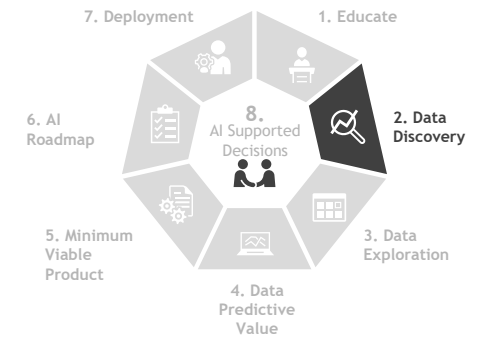 7. Deployment
1. Educate
2. Data
Discovery
3. Data
Exploration
4. Data
Predictive
Value
5. Minimum
Viable
Product
6. AI
Roadmap
8.
AI Supported
Decisions